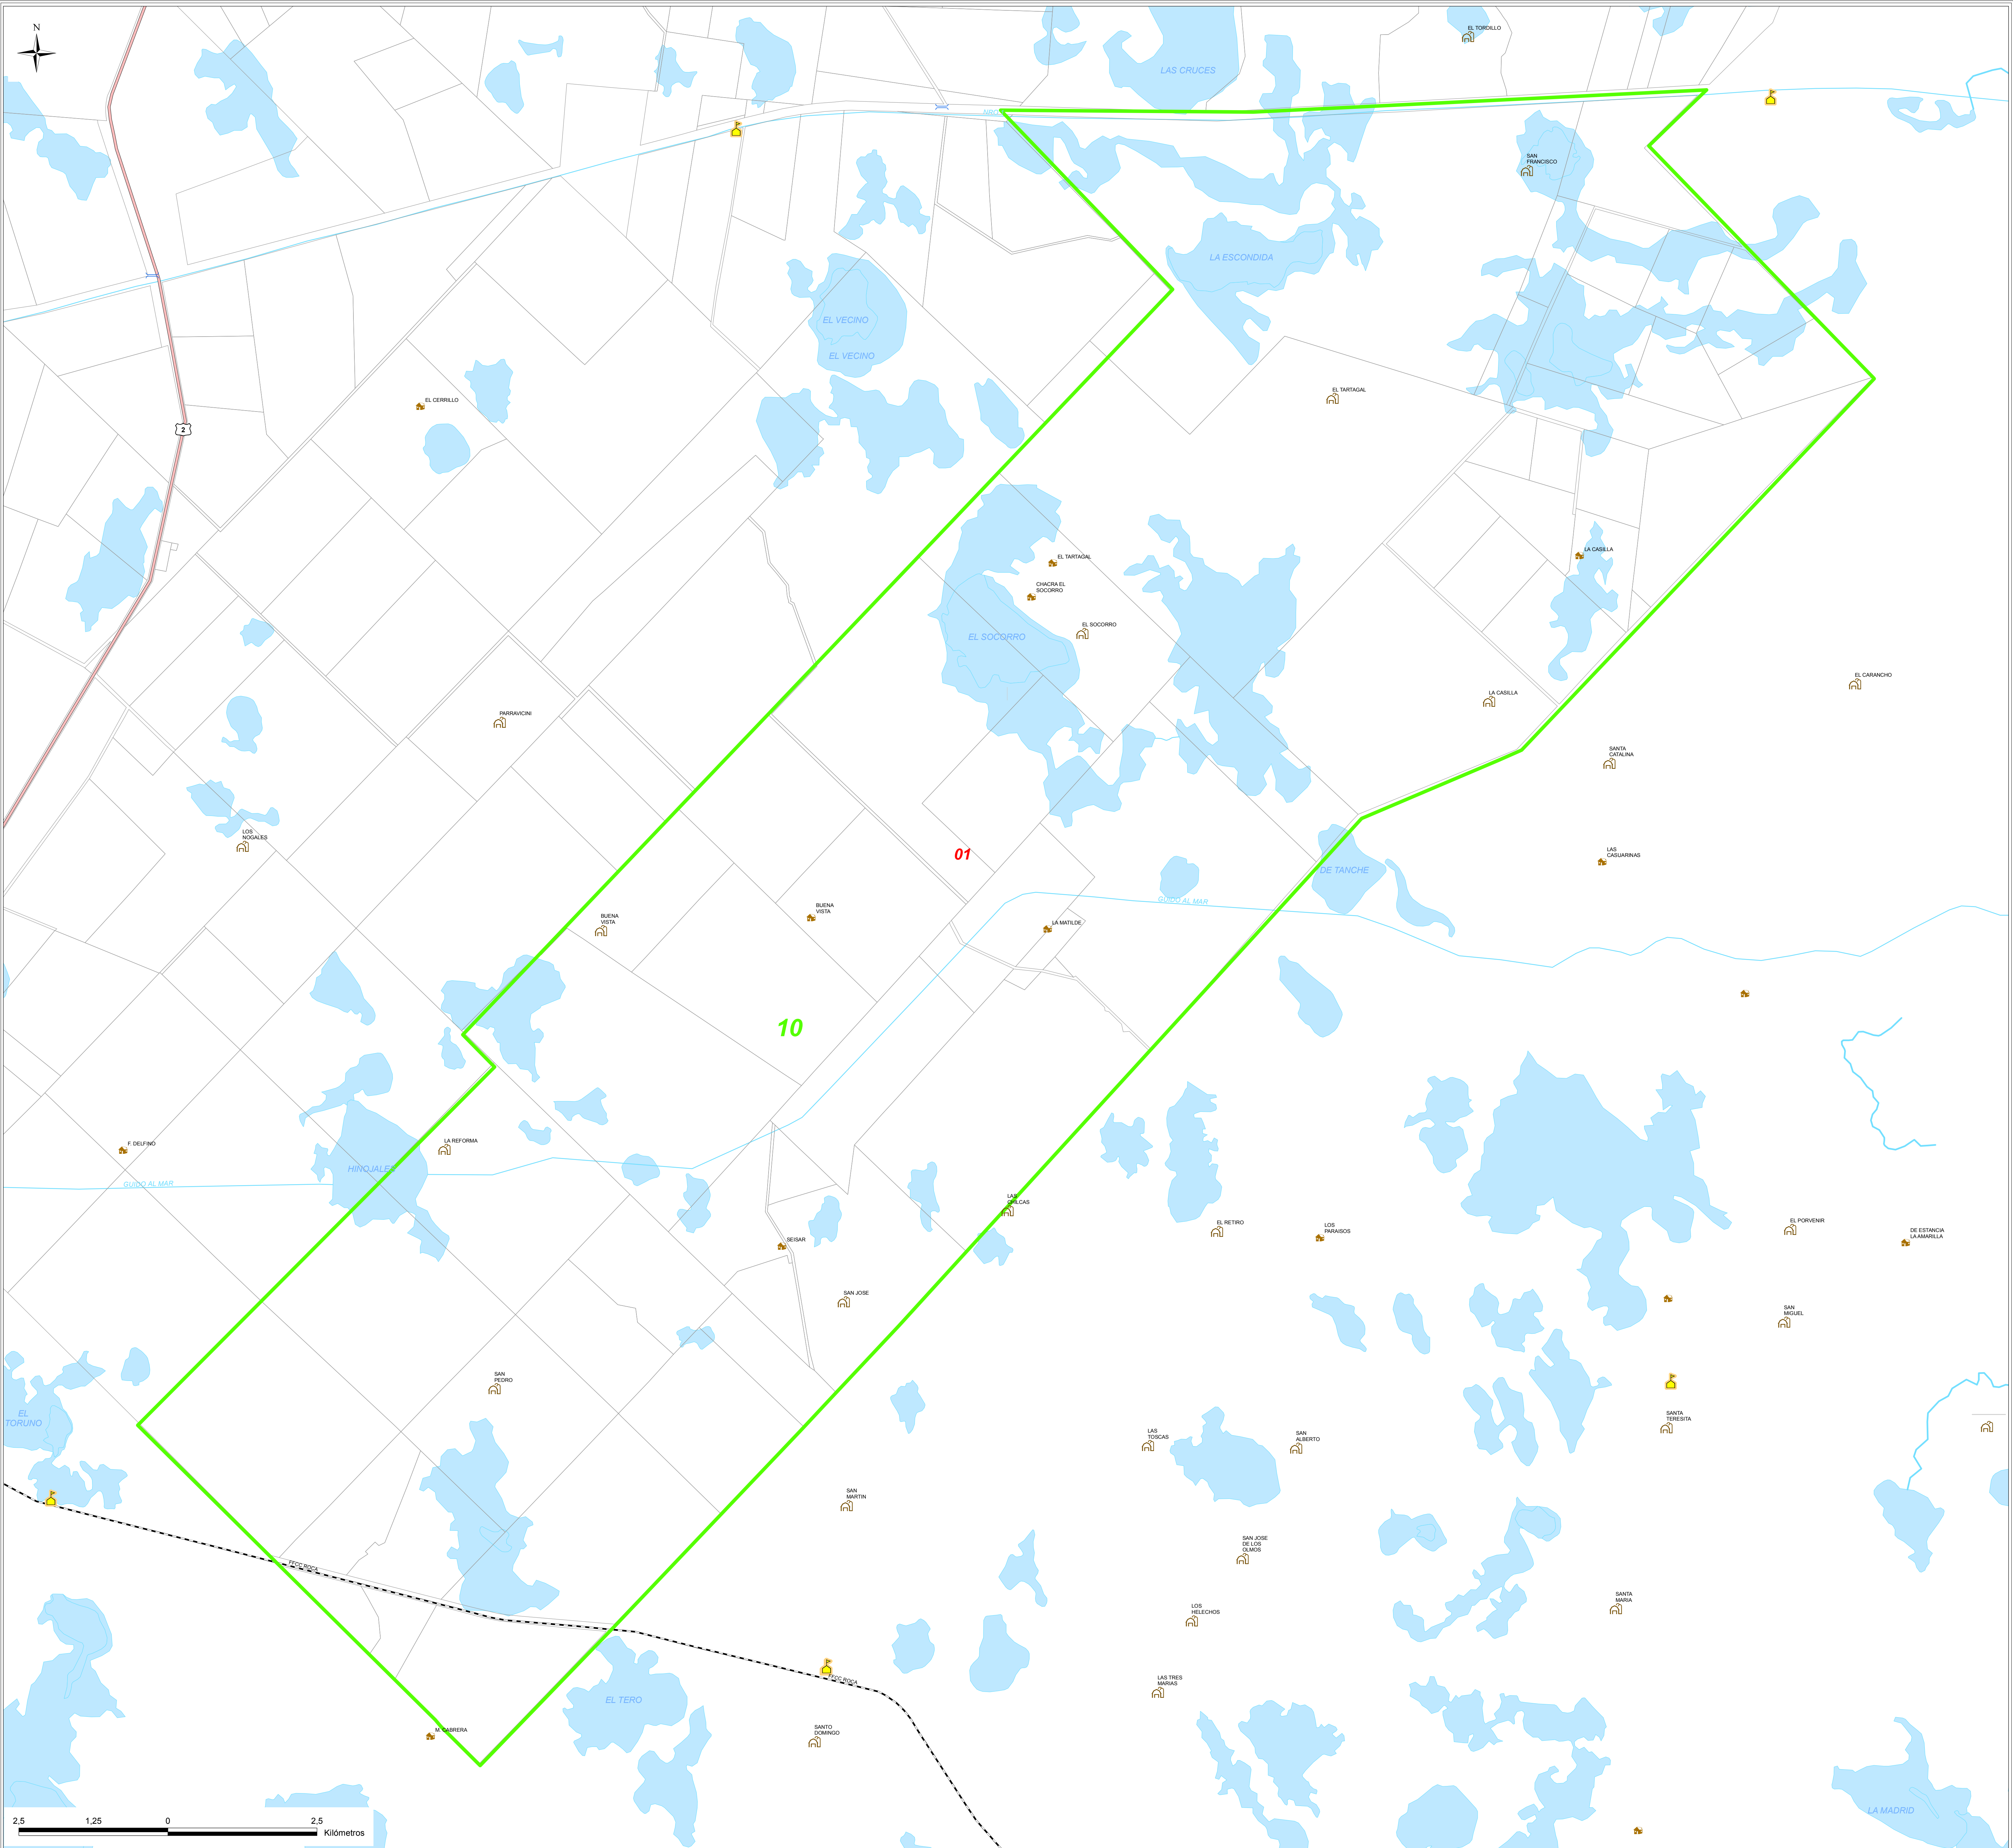 N
EL TORDILLO
LAS CRUCES
SAN
FRANCISCO
LA ESCONDIDA
EL VECINO
EL VECINO
EL TARTAGAL
EL CERRILLO
2
LA CASILLA
EL TARTAGAL
CHACRA EL
SOCORRO
EL SOCORRO
EL SOCORRO
EL CARANCHO
LA CASILLA
PARRAVICINI
SANTA
CATALINA
LOS
NOGALES
01
LAS
CASUARINAS
DE TANCHE
GUIDO AL MAR
BUENA
VISTA
BUENA
VISTA
LA MATILDE
10
F. DELFINO
LA REFORMA
HINOJALES
GUIDO AL MAR
LAS
CHILCAS
EL RETIRO
LOS
PARAISOS
EL PORVENIR
DE ESTANCIA
LA AMARILLA
SEISAR
SAN JOSE
SAN
MIGUEL
SAN
PEDRO
EL
TORUNO
SANTA
TERESITA
LAS
TOSCAS
SAN
ALBERTO
SAN
MARTIN
SAN JOSE
DE LOS
OLMOS
FFCC ROCA
SANTA
MARIA
LOS
HELECHOS
FFCC ROCA
LAS TRES
MARIAS
EL TERO
M. CABRERA
SANTO
DOMINGO
LA MADRID
2,5 1,25 0 2,5
Kilómetros